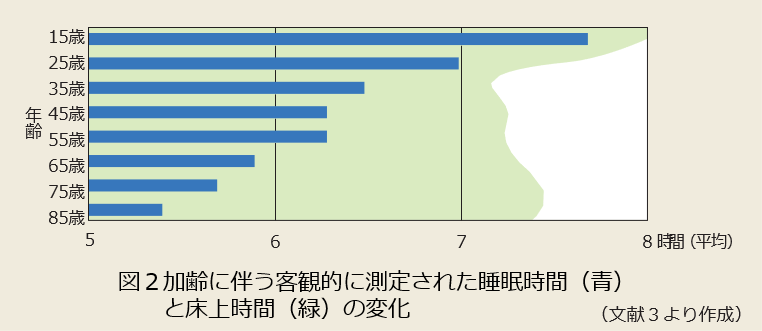 15歳
25歳
35歳
45歳
55歳
65歳
75歳
85歳
年齢
5 6 7 8 時間（平均）
図２加齢に伴う客観的に測定された睡眠時間（青）
と床上時間（緑）の変化
（文献３より作成）